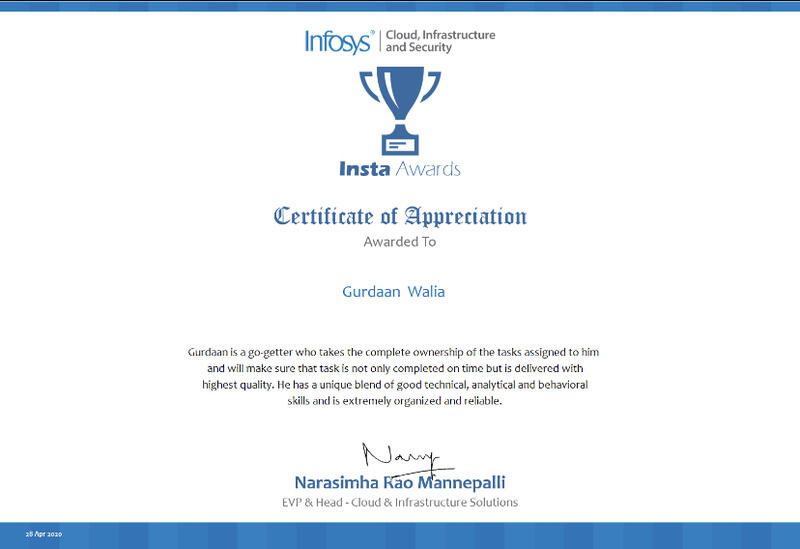 Infosys® | Cloud, Infrastructure
and Security
Insta Awards
Certificate of Appreciation
Awarded To
Gurdaan Walia
Gurdaan is a go-getter who takes the complete ownership of the tasks assigned to him
and will make sure that task is not only completed on time but is delivered with
highest quality. He has a unique blend of good technical, analytical and behavioral
skills and is extremely organized and reliable.
Narasimha Rao Mannepalli
EVP & Head - Cloud & Infrastructure Solutions
28 Apr 2020